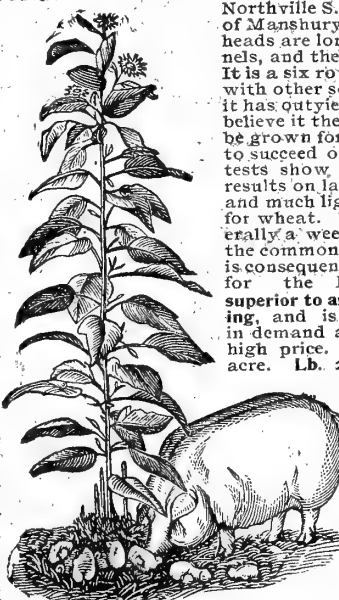 Northville S.
of Manshury
heads are lon
nels, and the
It is a six ro
with other s
it has outyie
believe it the
be grown for
to succeed o
tests show
results on la
and much lig
for wheat.
erally a wee
the common
is consequen
for the
superior to as
ing, and is
in demand a
high price.
acre. Lb.